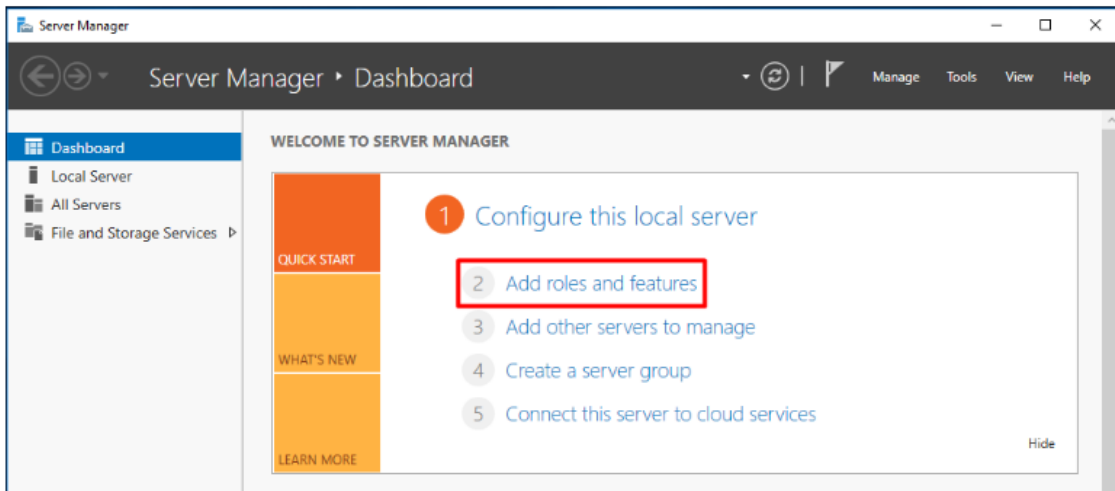 Server Manager
Server Manager ‣ Dashboard
Manage Tools View Help
Dashboard
Local Server
All Servers
File and Storage Services
WELCOME TO SERVER MANAGER
QUICK START
WHAT'S NEW
LEARN MORE
1 Configure this local server
2 Add roles and features
3 Add other servers to manage
4 Create a server group
5 Connect this server to cloud services
Hide